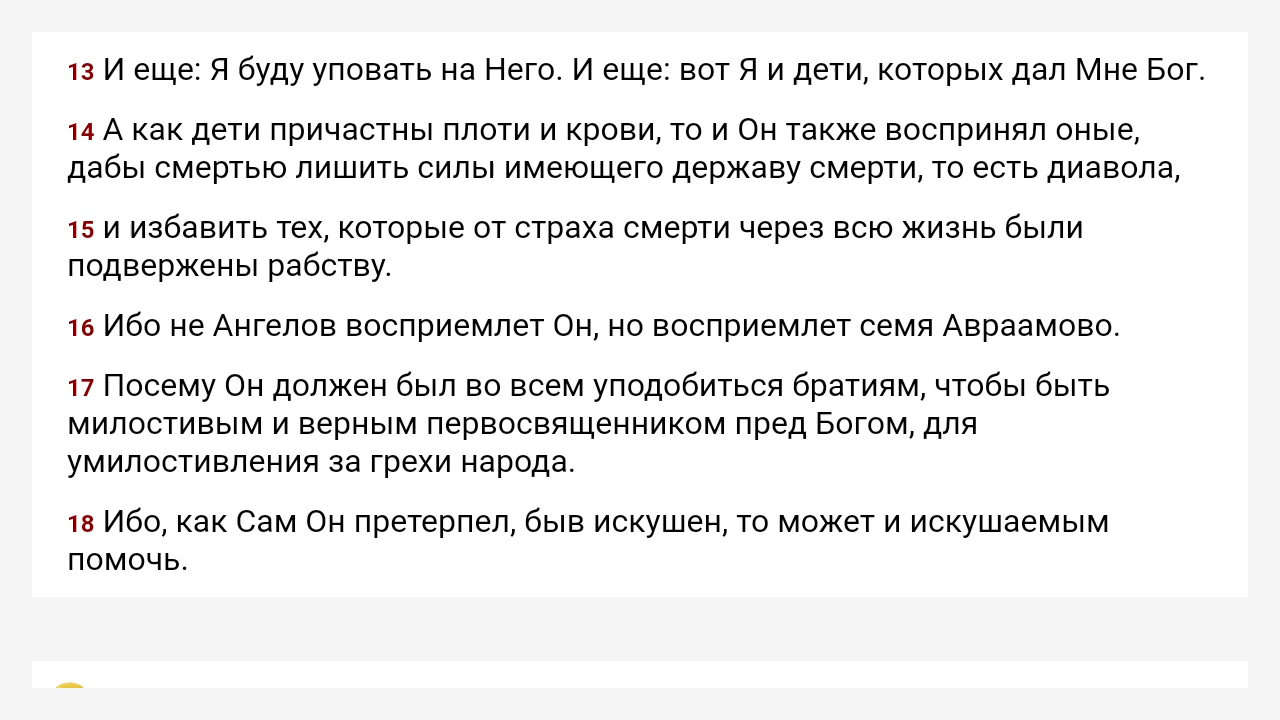 13 И еще: Я буду уповать на Него. И еще: вот Я и дети, которых дал Мне Бог.
14 А как дети причастны плоти и крови, то и Он также воспринял оные,
дабы смертью лишить силы имеющего державу смерти, то есть диавола,
15 и избавить тех, которые от страха смерти через всю жизнь были
подвержены рабству.
16 Ибо не Ангелов восприемлет Он, но восприемлет семя Авраамово.
17 Посему Он должен был во всем уподобиться братиям, чтобы быть
милостивым и верным первосвященником пред Богом, для
умилостивления за грехи народа.
18 Ибо, как Сам Он претерпел, быв искушен, то может и искушаемым
помочь.